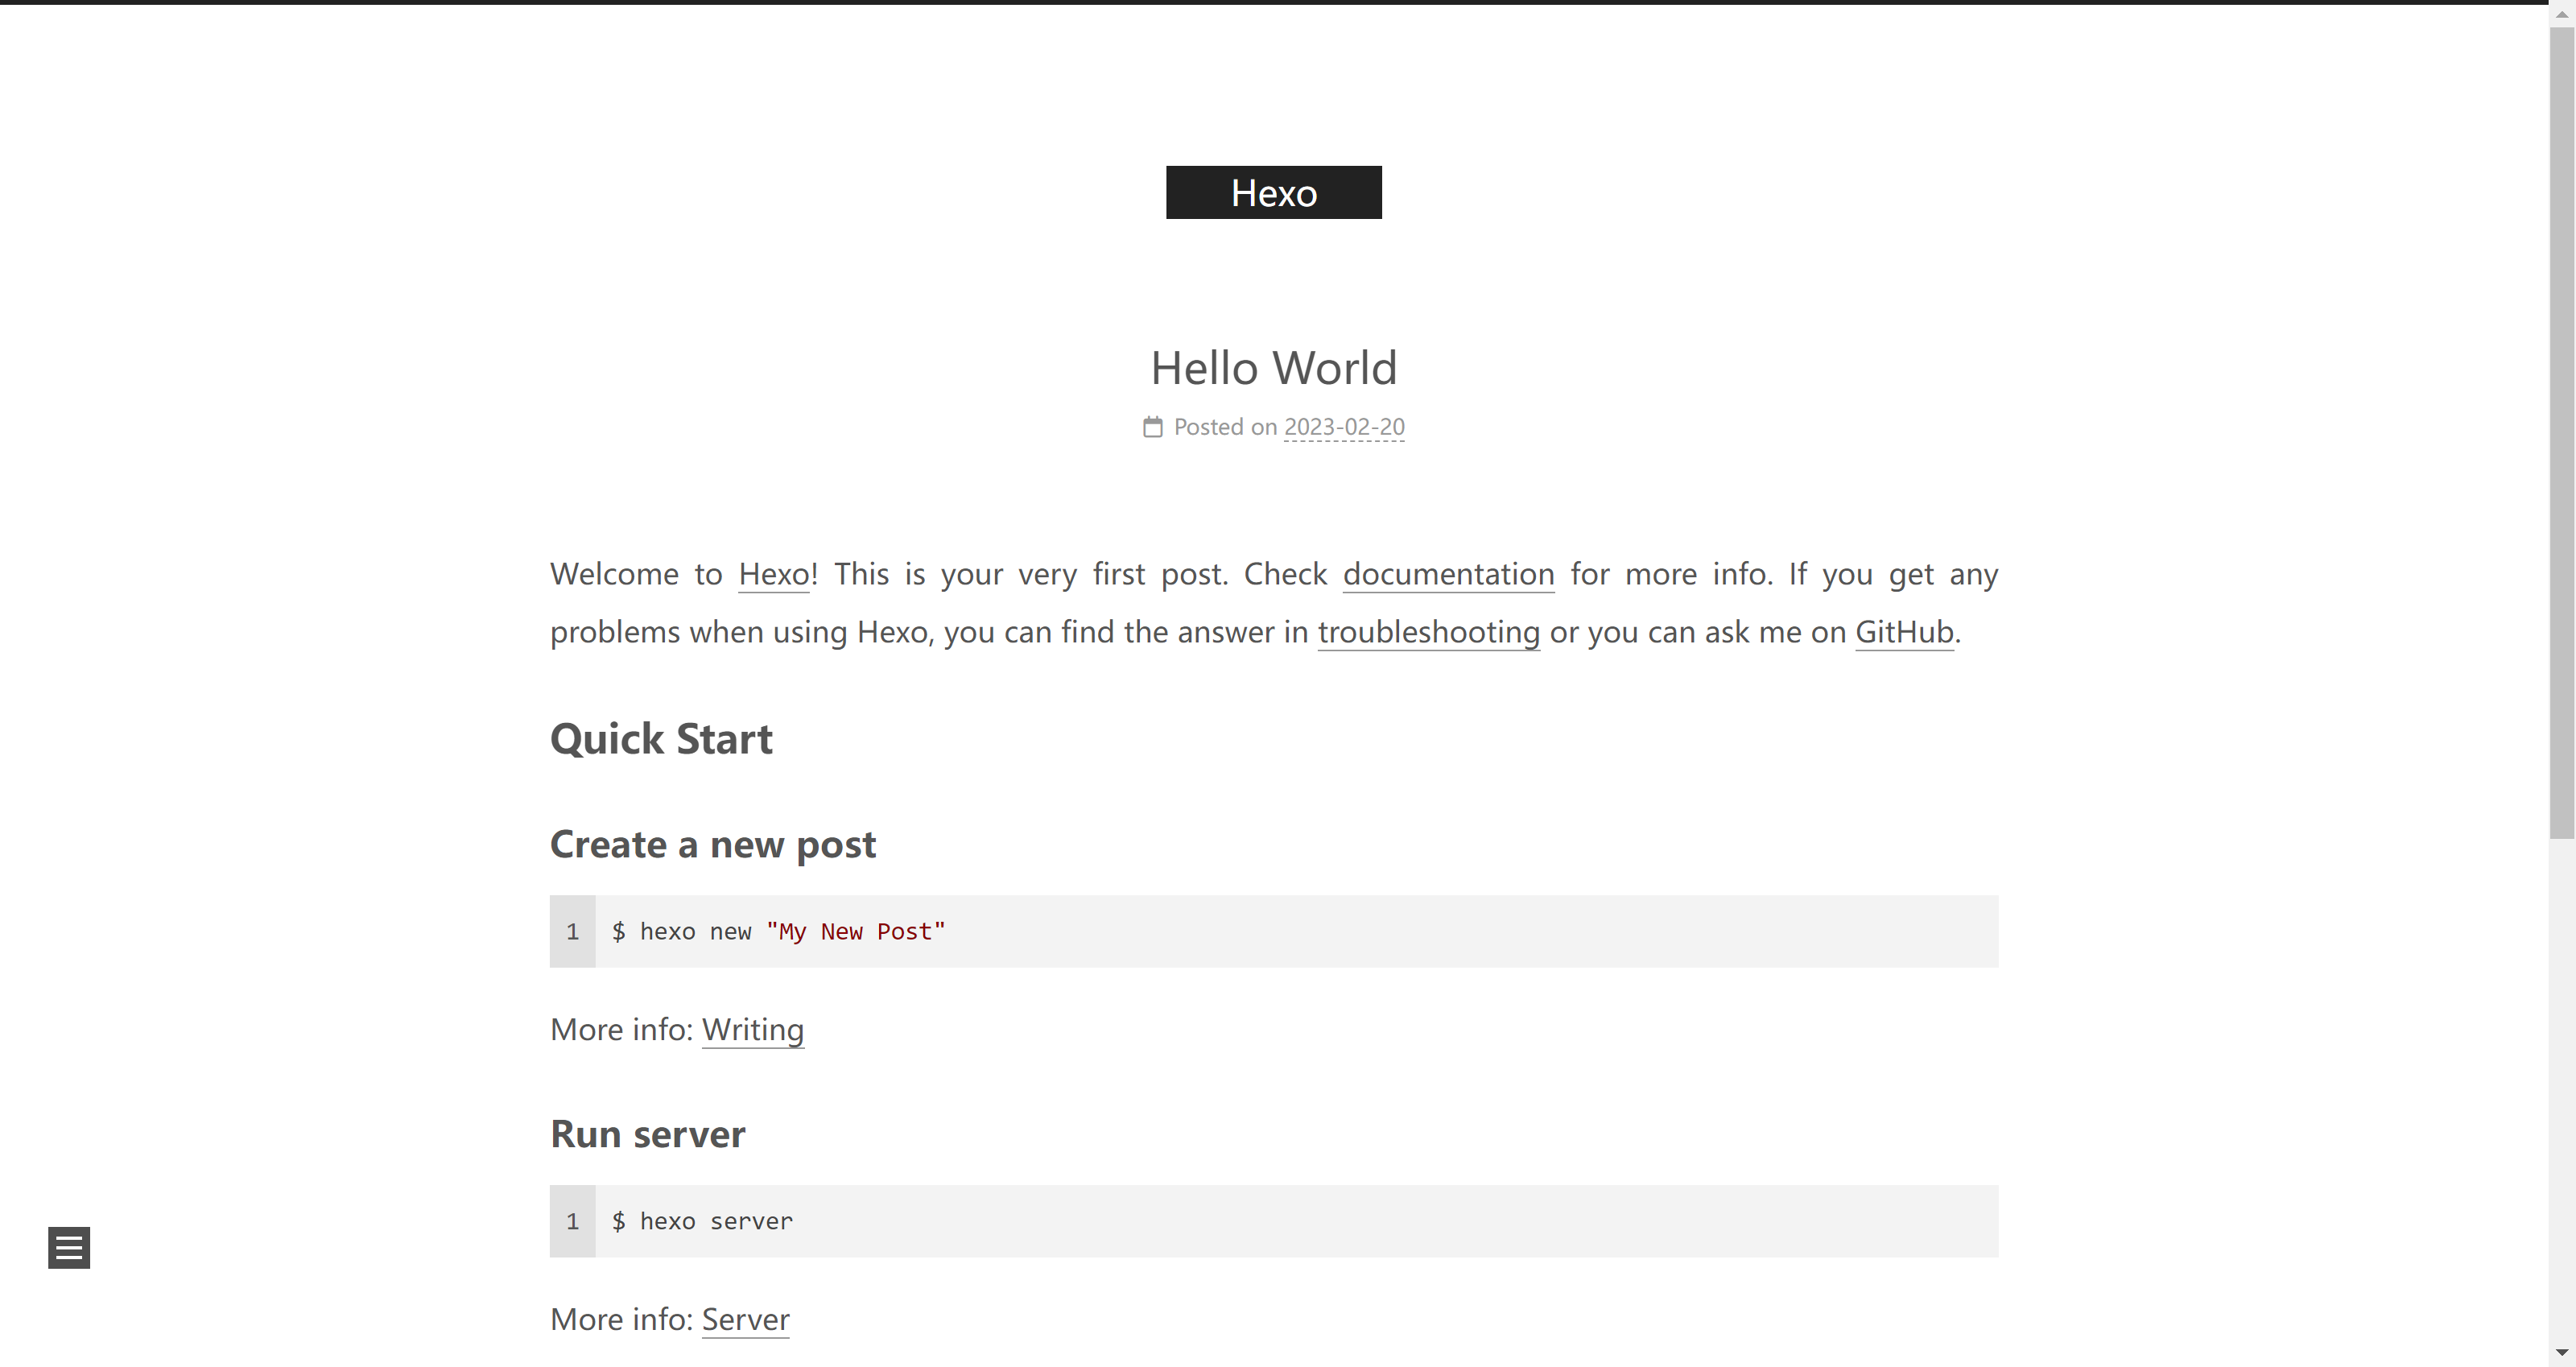 Hexo
Hello World
Posted on 2023-02-20
Welcome to Hexo! This is your very first post. Check documentation for more info. If you get any
problems when using Hexo, you can find the answer in troubleshooting or you can ask me on GitHub.
Quick Start
Create a new post
1 $ hexo new "My New Post"
More info: Writing
Run server
1 $ hexo server
More info: Server